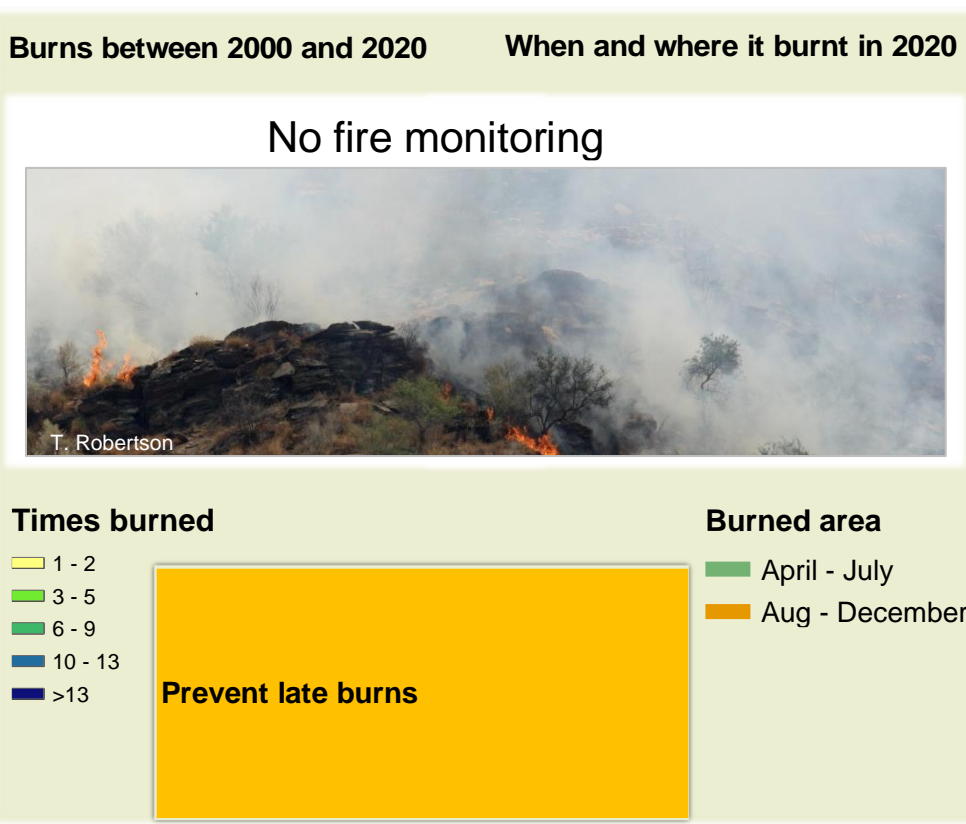 Burns between 2000 and 2020
When and where it burnt in 2020
No fire monitoring
T. Robertson
Times burned
1 - 2
3 - 5
6 - 9
10 - 13
>13
Prevent late burns
Burned area
April - July
Aug - December